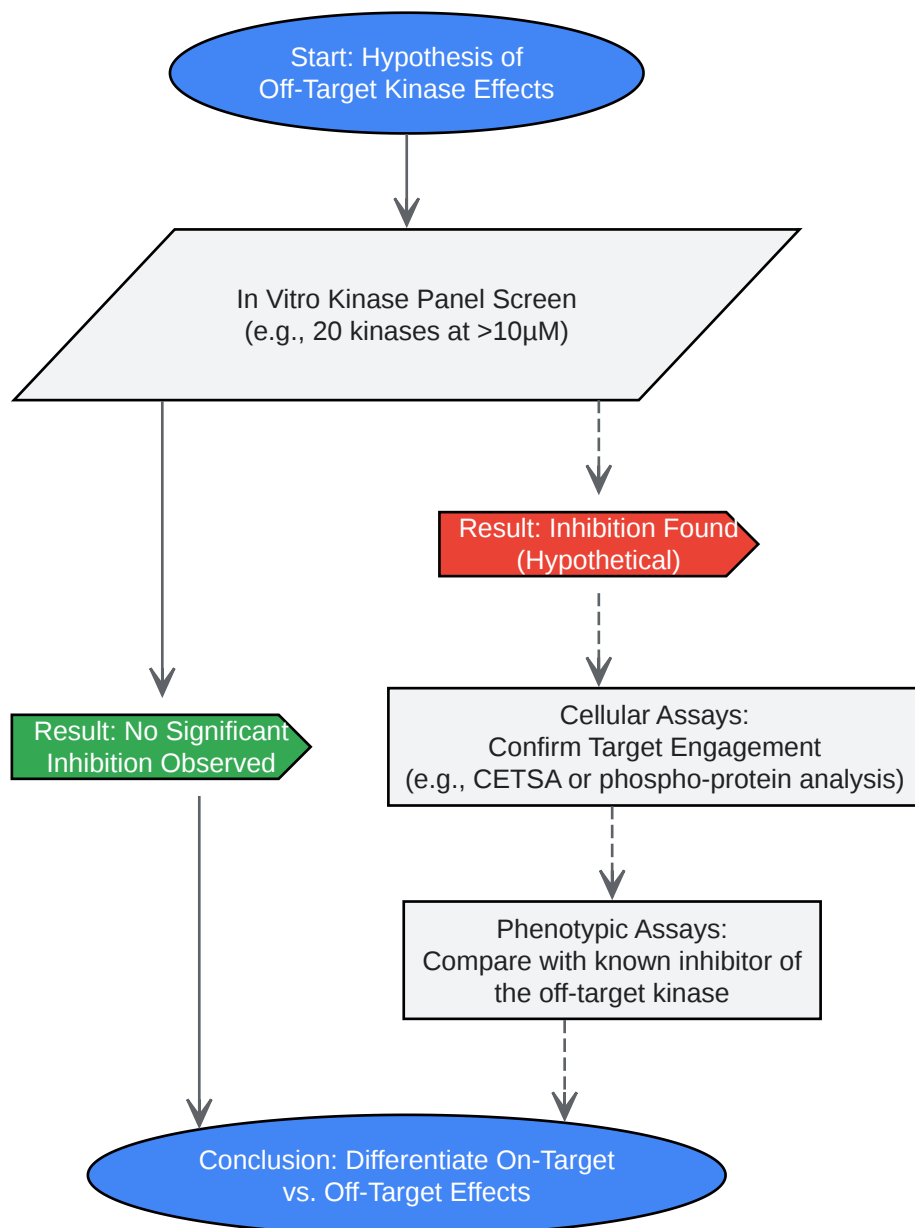 Start: Hypothesis of
Off-Target Kinase Effects
In Vitro Kinase Panel Screen
(e.g., 20 kinases at >10µM)
Result: Inhibition Found
(Hypothetical)
Result: No Significant
Inhibition Observed
Cellular Assays:
Confirm Target Engagement
(e.g., CETSA or phospho-protein analysis)
Phenotypic Assays:
Compare with known inhibitor of
the off-target kinase
Conclusion: Differentiate On-Target
vs. Off-Target Effects